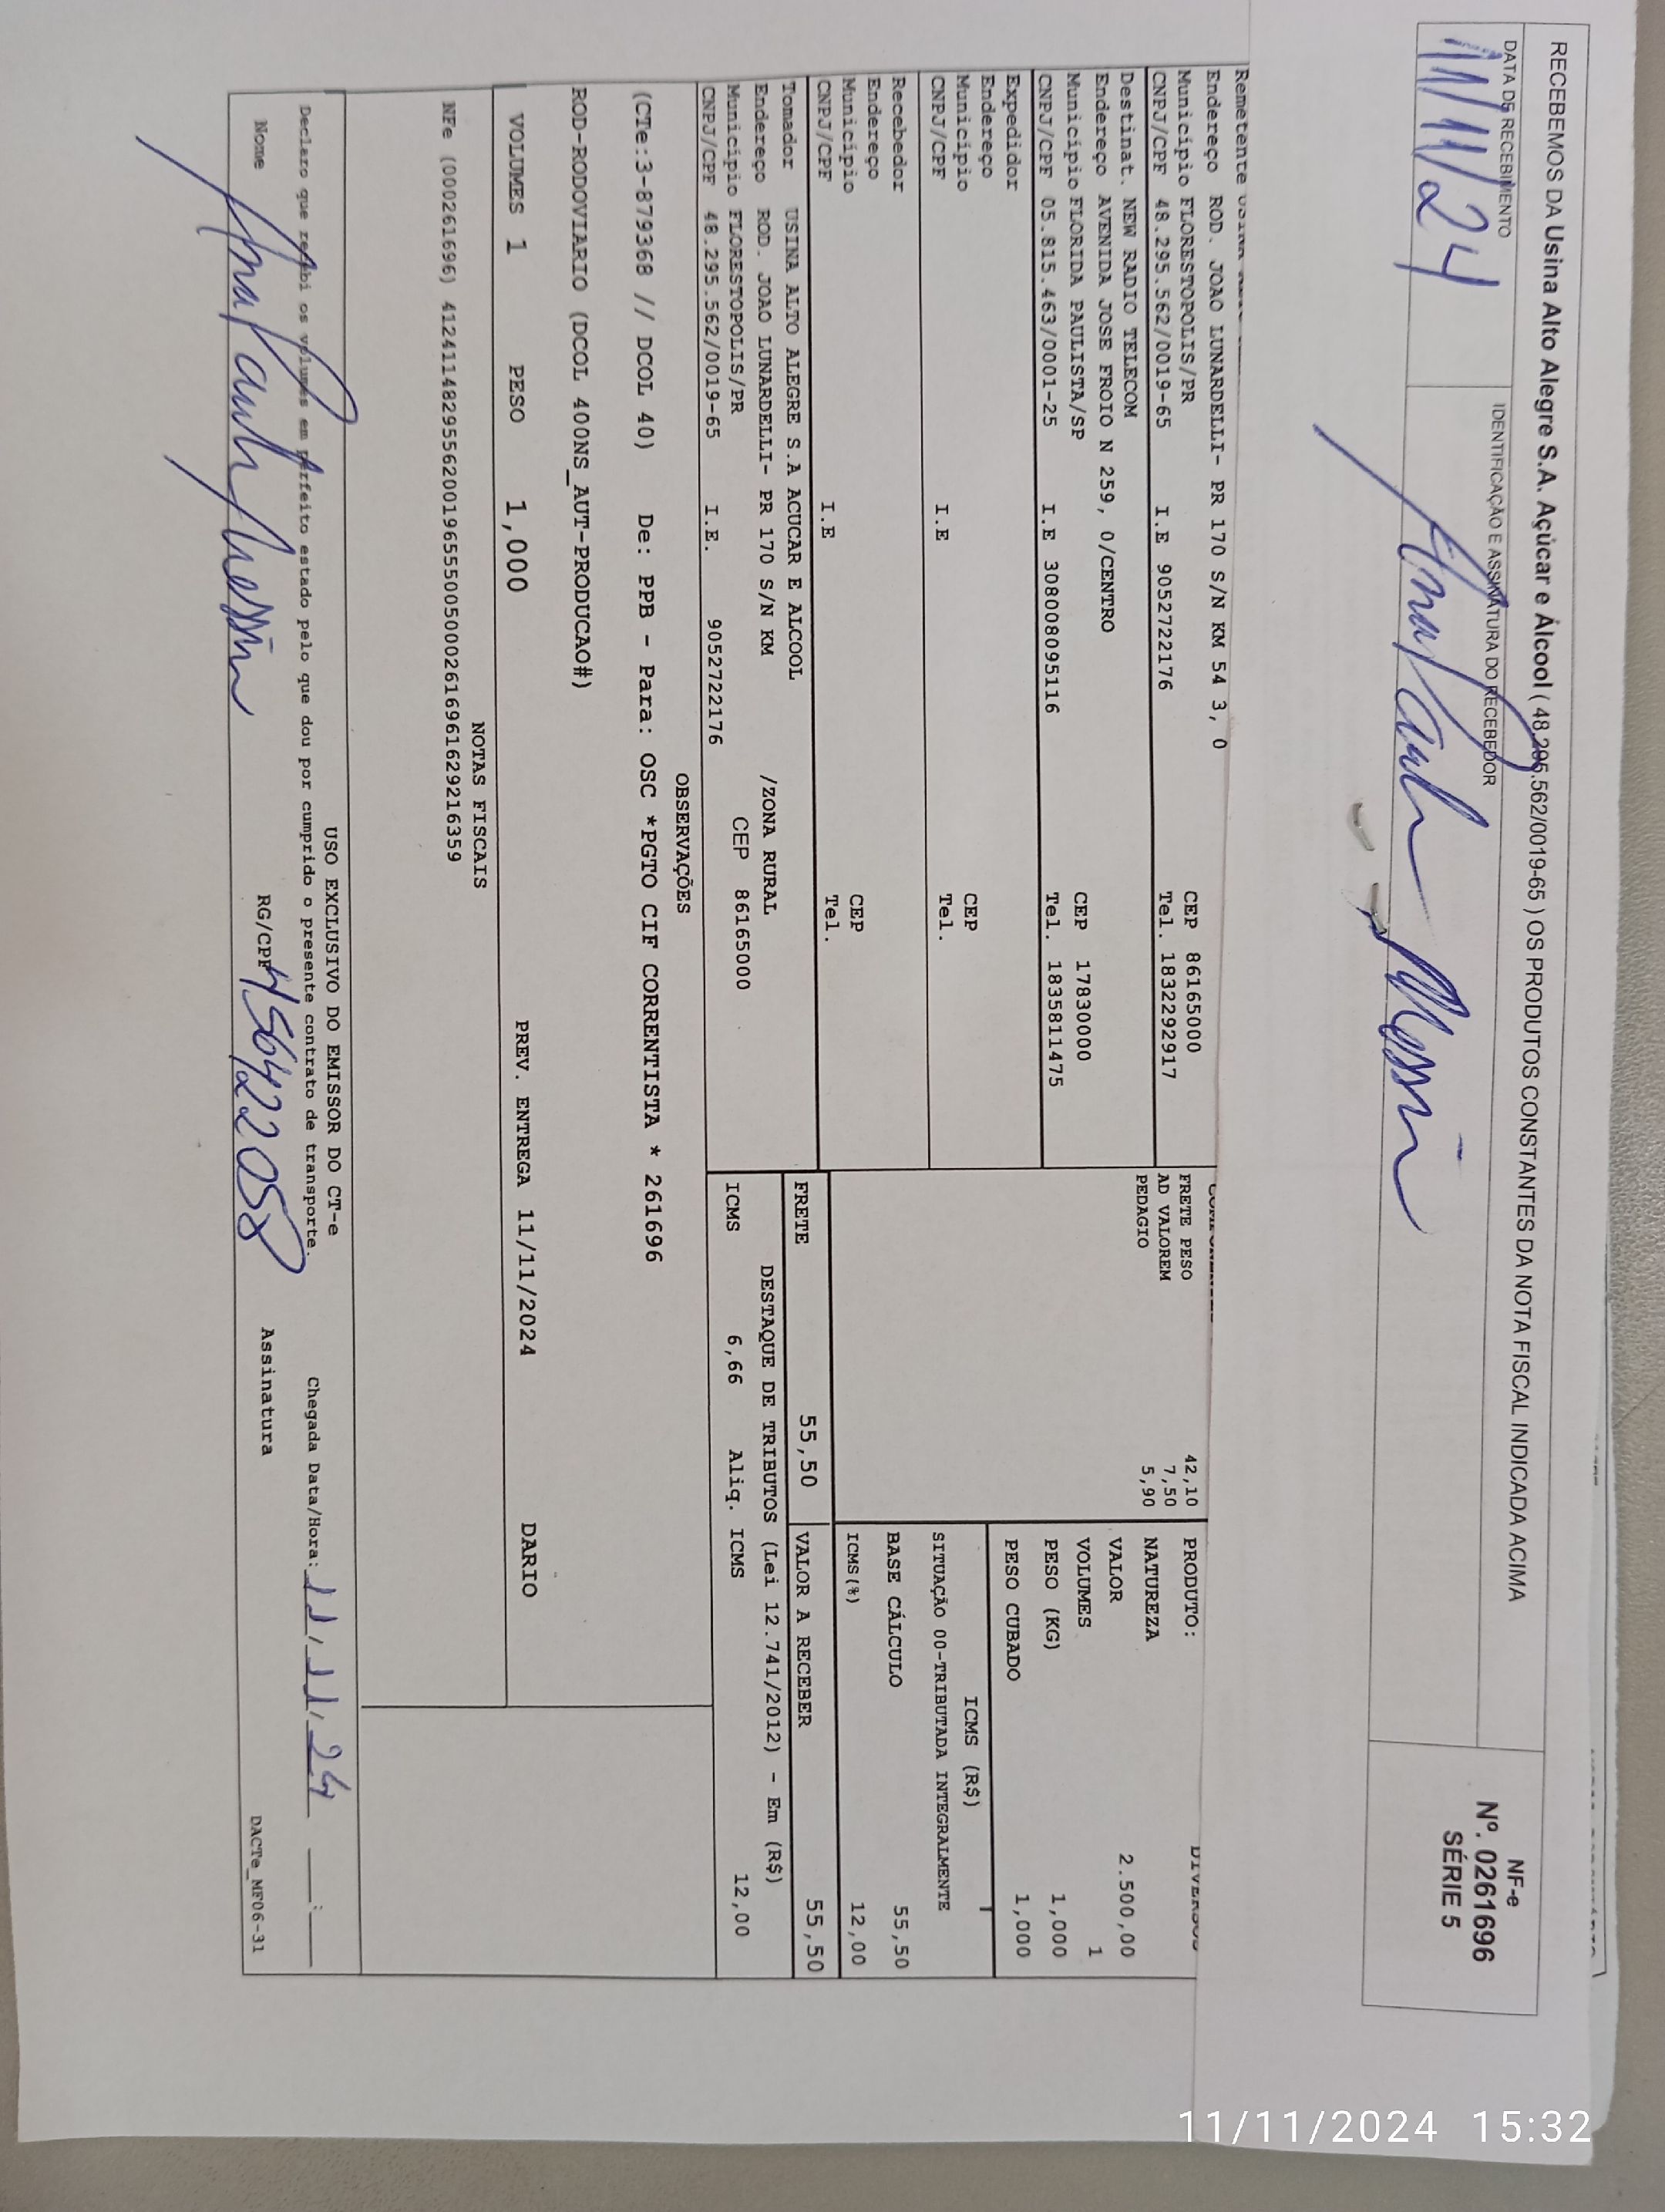 RECEBEMOS DA Usina Alto Alegre S.A. Açúcar e Álcool ( 48.295.562/0019-65 ) OS PRODUTOS CONSTANTES DA NOTA FISCAL INDICADA ACIMA
DATA DE RECEBIMENTO
11/11/24
IDENTIFICAÇÃO E ASSINATURA DO RECEBEDOR
Ana Paula
NF-e
Nº. 0261696
SÉRIE 5
Remetente
Endereço ROD. JOAO LUNARDELLI- PR 170 S/N KM 54 3, 0
Município FLORESTOPOLIS/PR CEP 86165000
CNPJ/CPF 48.295.562/0019-65 I.E 9052722176 Tel. 1832292917
Destinat. NEW RADIO TELECOM
Endereço AVENIDA JOSE FROIO N 259, 0/CENTRO
Município FLORIDA PAULISTA/SP CEP 17830000
CNPJ/CPF 05.815.463/0001-25 I.E 308008095116 Tel. 1835811475
Expedidor
Endereço
Município CEP
CNPJ/CPF I.E Tel.
Recebedor
Endereço
Município CEP
CNPJ/CPF I.E Tel.
Tomador USINA ALTO ALEGRE S.A ACUCAR E ALCOOL
Endereço ROD. JOAO LUNARDELLI- PR 170 S/N KM /ZONA RURAL
Município FLORESTOPOLIS/PR CEP 86165000
CNPJ/CPF 48.295.562/0019-65 I.E. 9052722176
FRETE PESO 42,10
AD VALOREM 7,50
PEDAGIO 5,90
PRODUTO: DIVERSOS
NATUREZA
VALOR 2.500,00
VOLUMES 1
PESO (KG) 1,000
PESO CUBADO 1,000
ICMS (R$)
SITUAÇÃO 00-TRIBUTADA INTEGRALMENTE
BASE CÁLCULO 55,50
ICMS(%) 12,00
FRETE 55,50 VALOR A RECEBER 55,50
DESTAQUE DE TRIBUTOS (Lei 12.741/2012) - Em (R$)
ICMS 6,66 Aliq. ICMS 12,00
OBSERVAÇÕES
(CTe:3-879368 // DCOL 40) De: PPB - Para: OSC *PGTO CIF CORRENTISTA * 261696
ROD-RODOVIARIO (DCOL 400NS_AUT-PRODUCAO#)
VOLUMES 1 PESO 1,000 PREV. ENTREGA 11/11/2024 DARIO
NOTAS FISCAIS
NFe (000261696) 41241148295562001965550050002616961629216359
USO EXCLUSIVO DO EMISSOR DO CT-e
Declaro que recebi os volumes em perfeito estado pelo que dou por cumprido o presente contrato de transporte. Chegada Data/Hora: 11/11/24 :
Nome Ana Paula RG/CPF 456422058 Assinatura
DACTe_MF06-31
11/11/2024 15:32